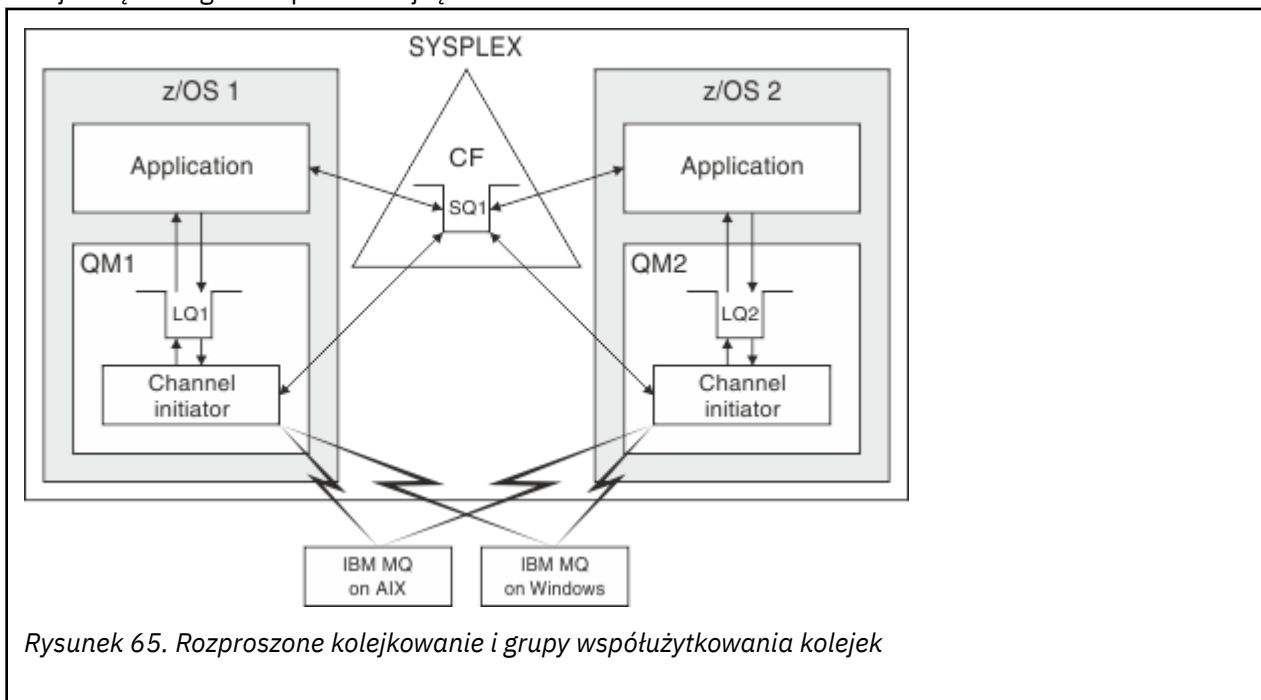 SYSPLEX
z/OS 1
z/OS 2
Application
CF
Application
SQ1
QM1
QM2
LQ1
LQ2
Channel
initiator
Channel
initiator
IBM MQ
on AIX
IBM MQ
on Windows
Rysunek 65. Rozproszone kolejkowanie i grupy współużytkowania kolejek